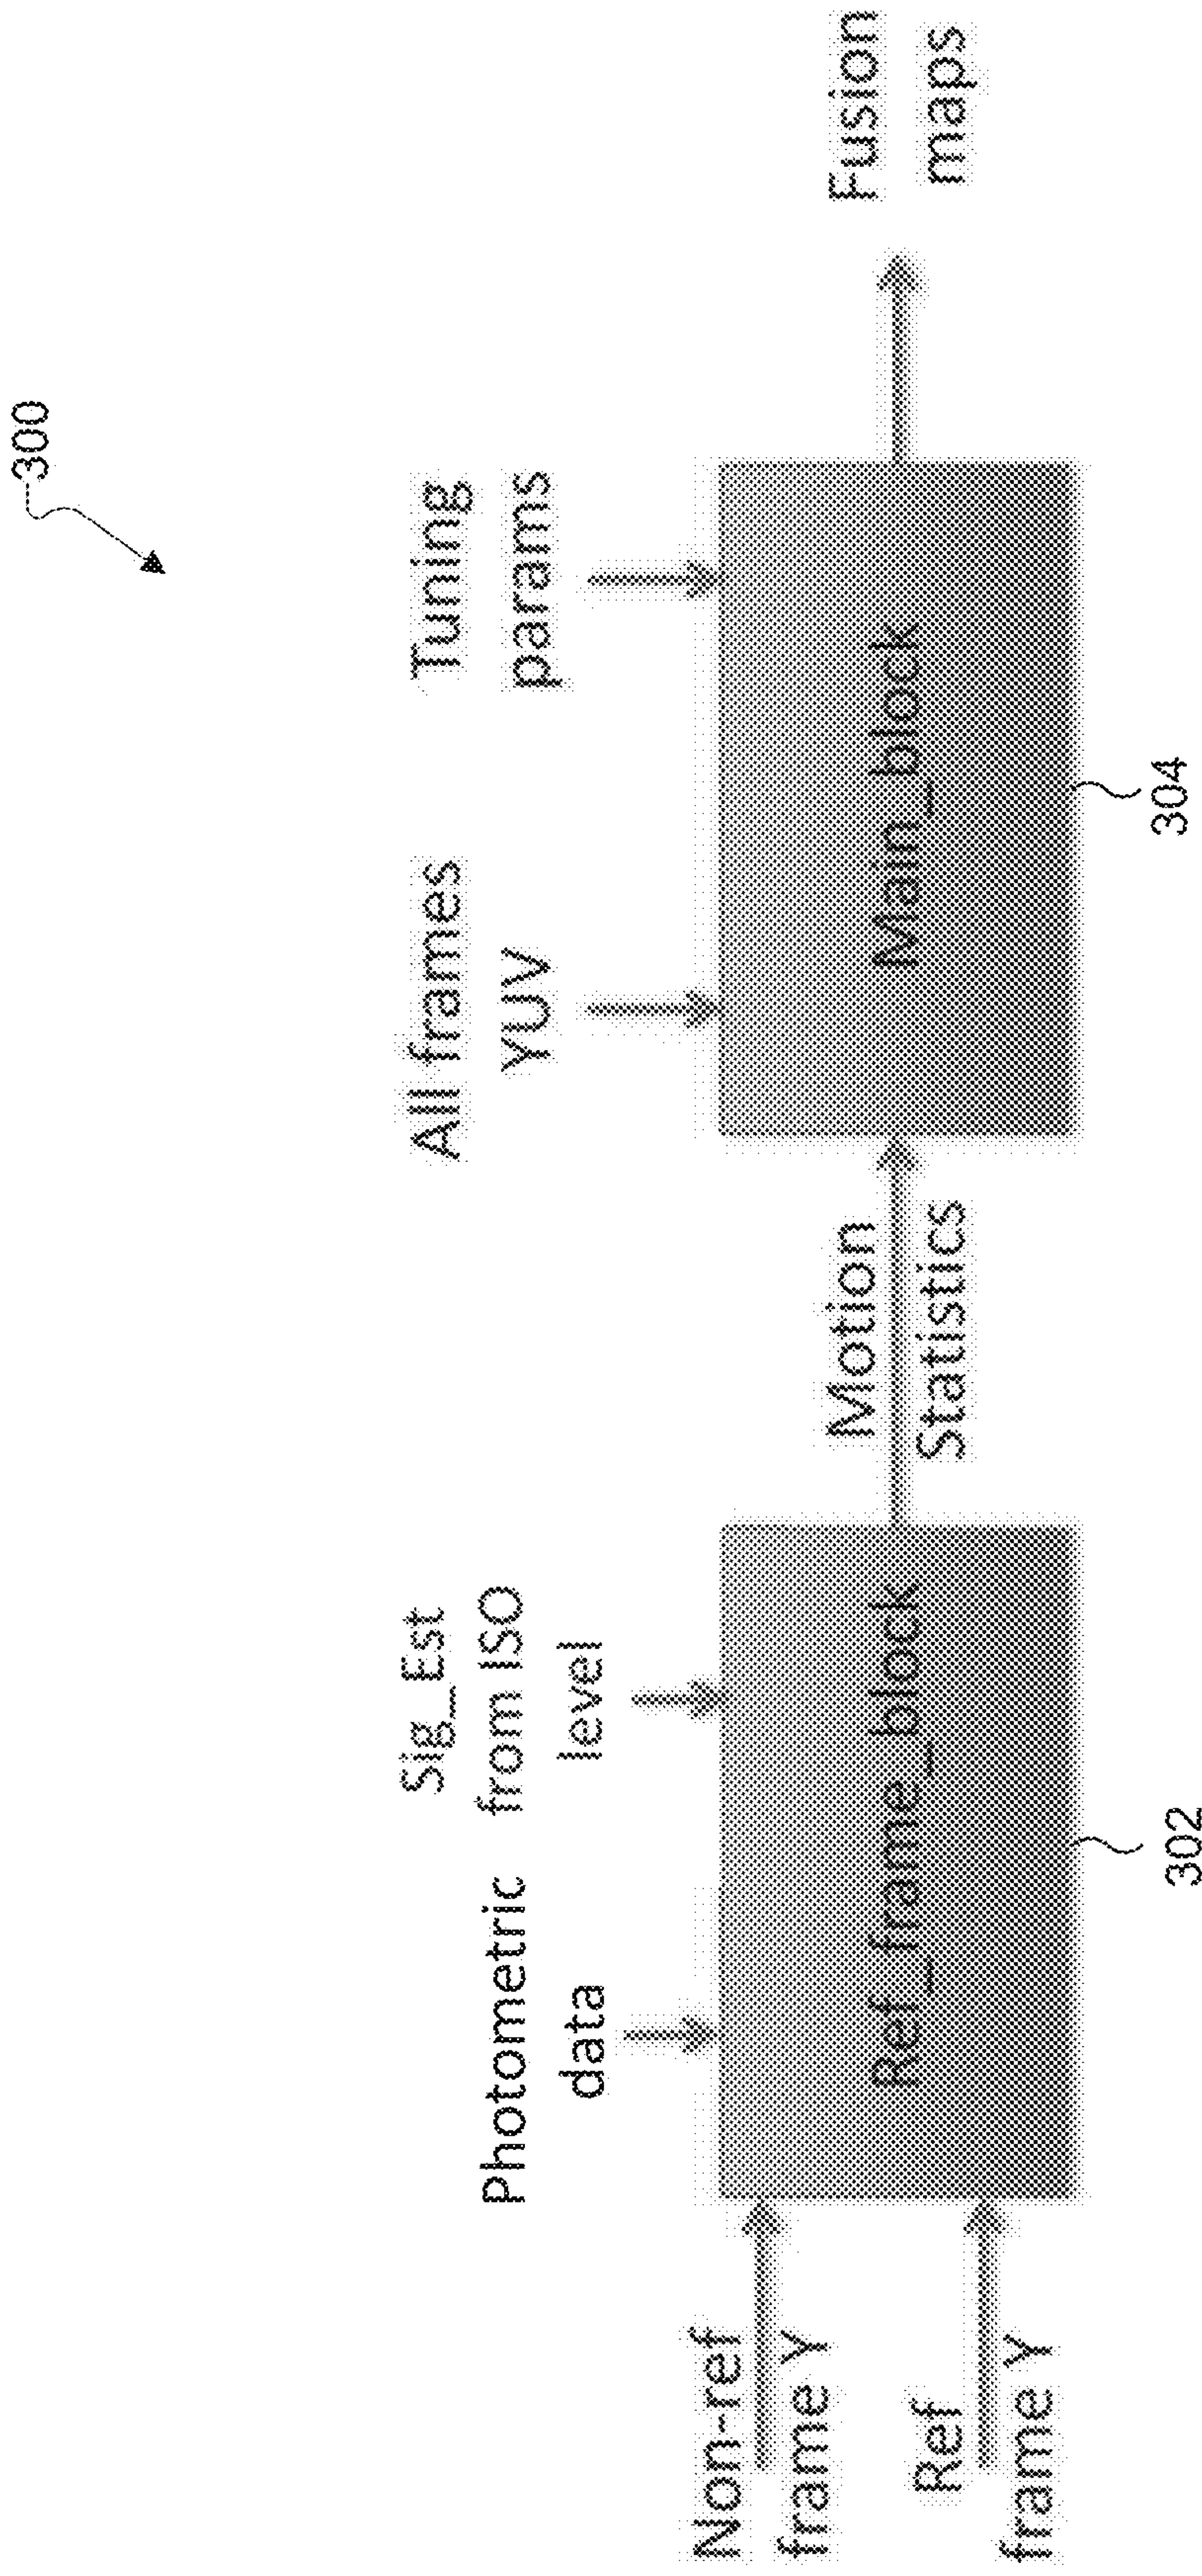 300
Non-ref
frame Y
Ref
frame Y
Photometric
data
Sig_Est
from ISO
level
Ref_frame_block
302
Motion
Statistics
All frames
YUV
Tuning
params
Main_block
304
Fusion
maps